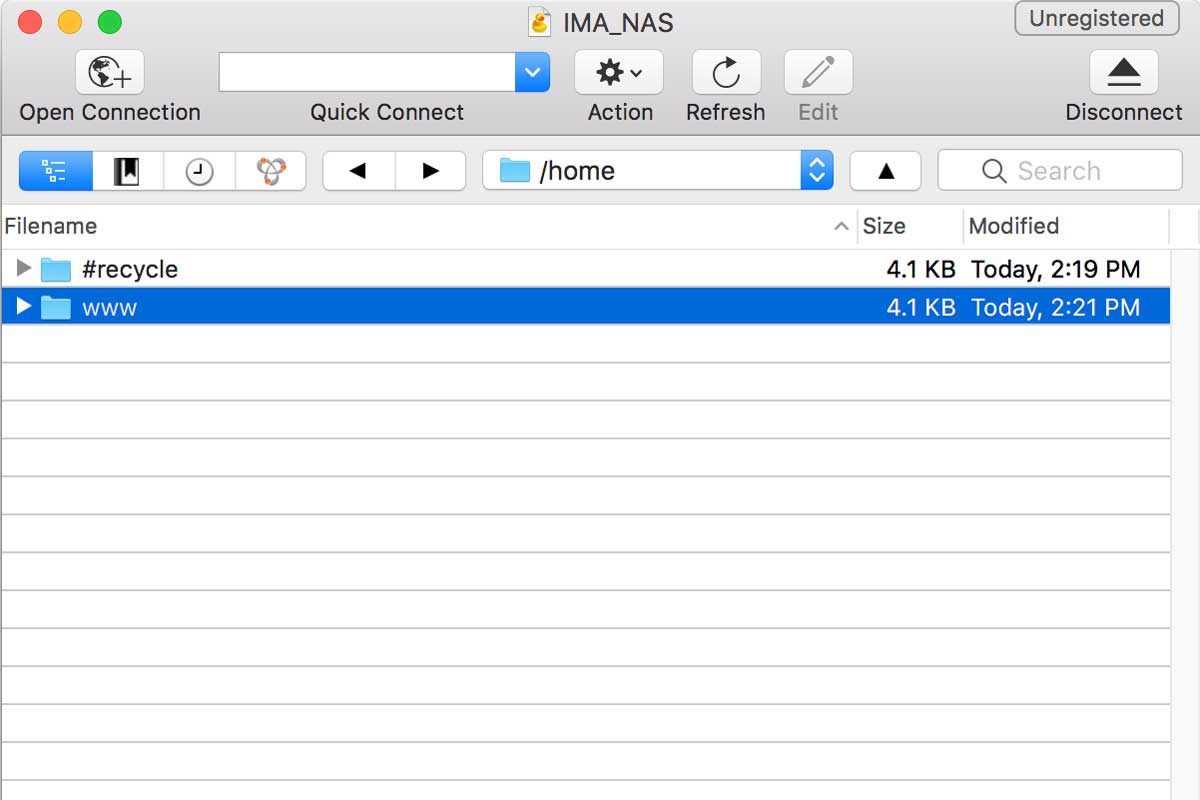 IMA_NAS
Unregistered
Open Connection
Quick Connect
Action
Refresh
Edit
Disconnect
/home
Search
Filename Size Modified
#recycle 4.1 KB Today, 2:19 PM
www 4.1 KB Today, 2:21 PM